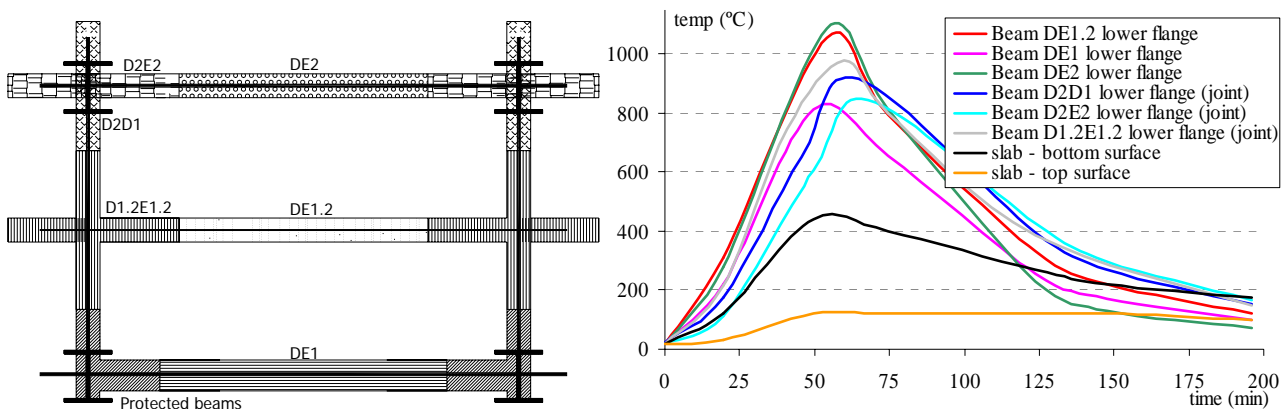 D2E2
DE2
D2D1
D1.2E1.2
DE1.2
DE1
Protected beams
temp (ºC)
1000
800
600
400
200
0
0
25
50
75
100
125
150
175
200
time (min)
Beam DE1.2 lower flange
Beam DE1 lower flange
Beam DE2 lower flange
Beam D2D1 lower flange (joint)
Beam D2E2 lower flange (joint)
Beam D1.2E1.2 lower flange (joint)
slab - bottom surface
slab - top surface